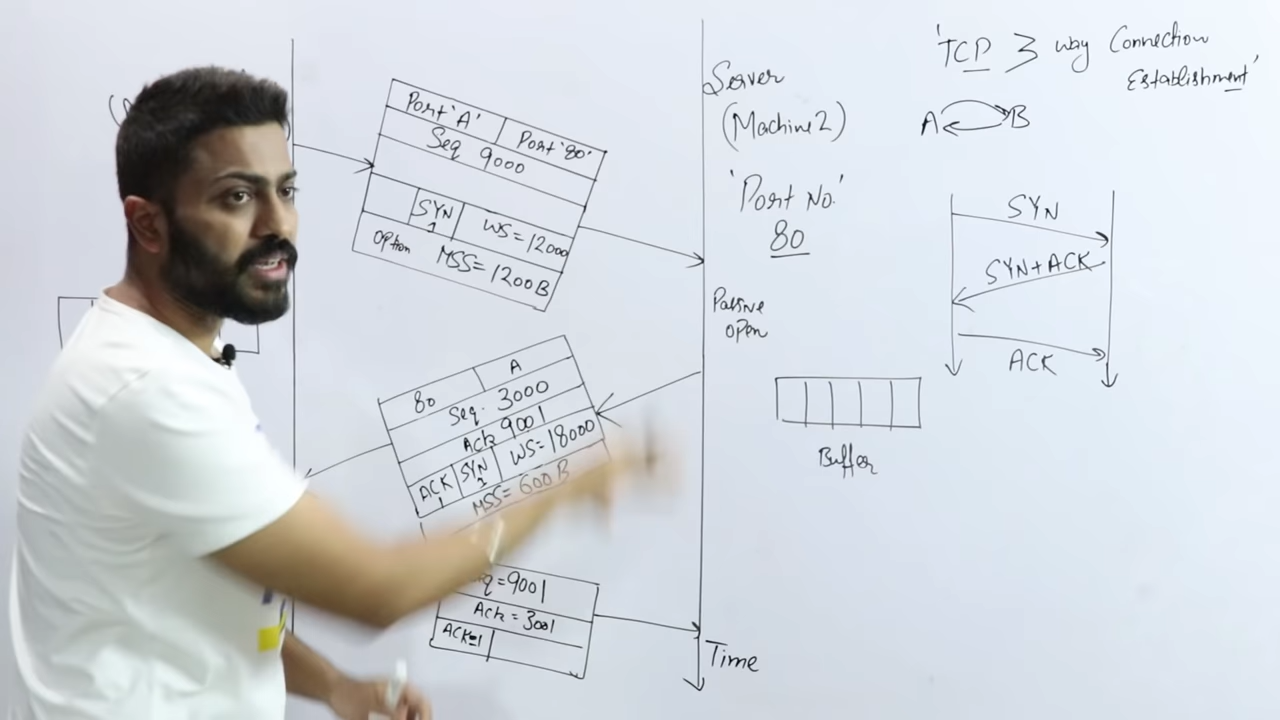 'TCP 3 way Connection
Establishment'
A B
SYN
SYN+ACK
ACK
Server
(Machine 2)
'Port No.'
80
Passive
open
Buffer
Time
Port 'A' Port '80'
Seq 9000
SYN
1
WS = 12000
option MSS = 1200B
80 A
Seq. 3000
Ack 9001
ACK
1
SYN
1
WS = 18000
MSS = 600B
=9001
Ack = 3001
ACK=1